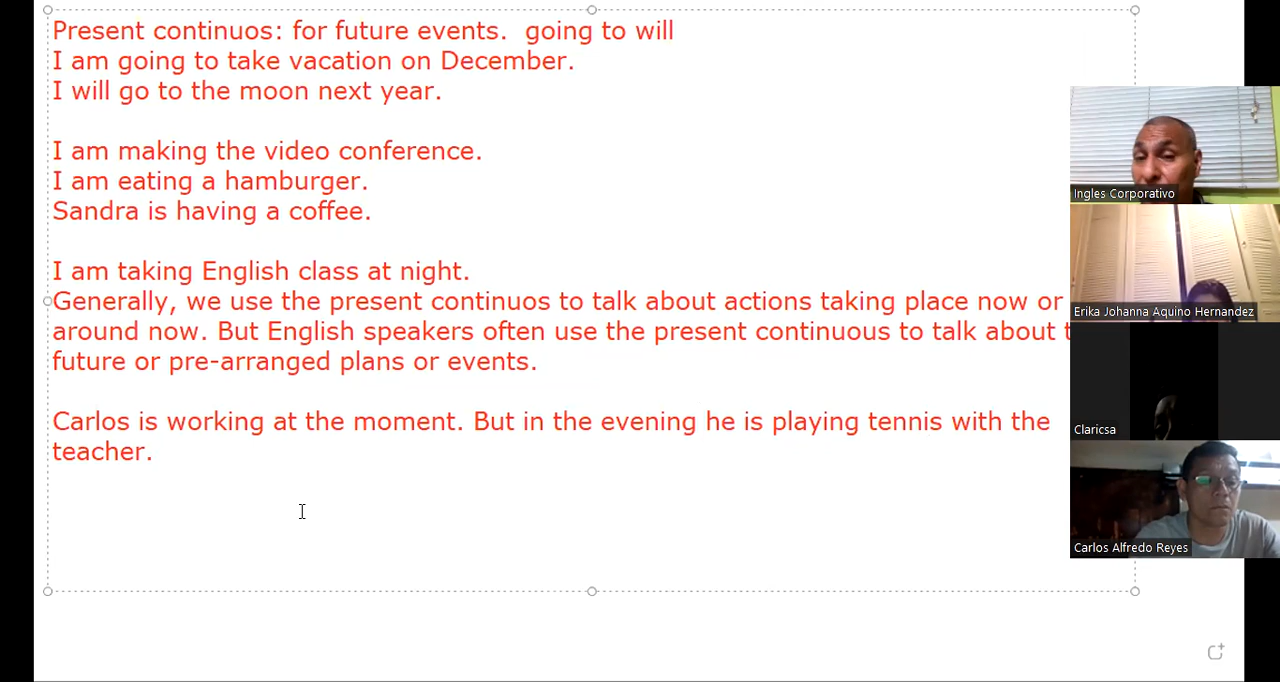 Present continuos: for future events.  going to will
I am going to take vacation on December.
I will go to the moon next year.
I am making the video conference.
I am eating a hamburger.
Sandra is having a coffee.
I am taking English class at night.
Generally, we use the present continuos to talk about actions taking place now or
around now. But English speakers often use the present continuous to talk about
future or pre-arranged plans or events.
Carlos is working at the moment. But in the evening he is playing tennis with the
teacher.
Ingles Corporativo
Erika Johanna Aquino Hernandez
Claricsa
Carlos Alfredo Reyes